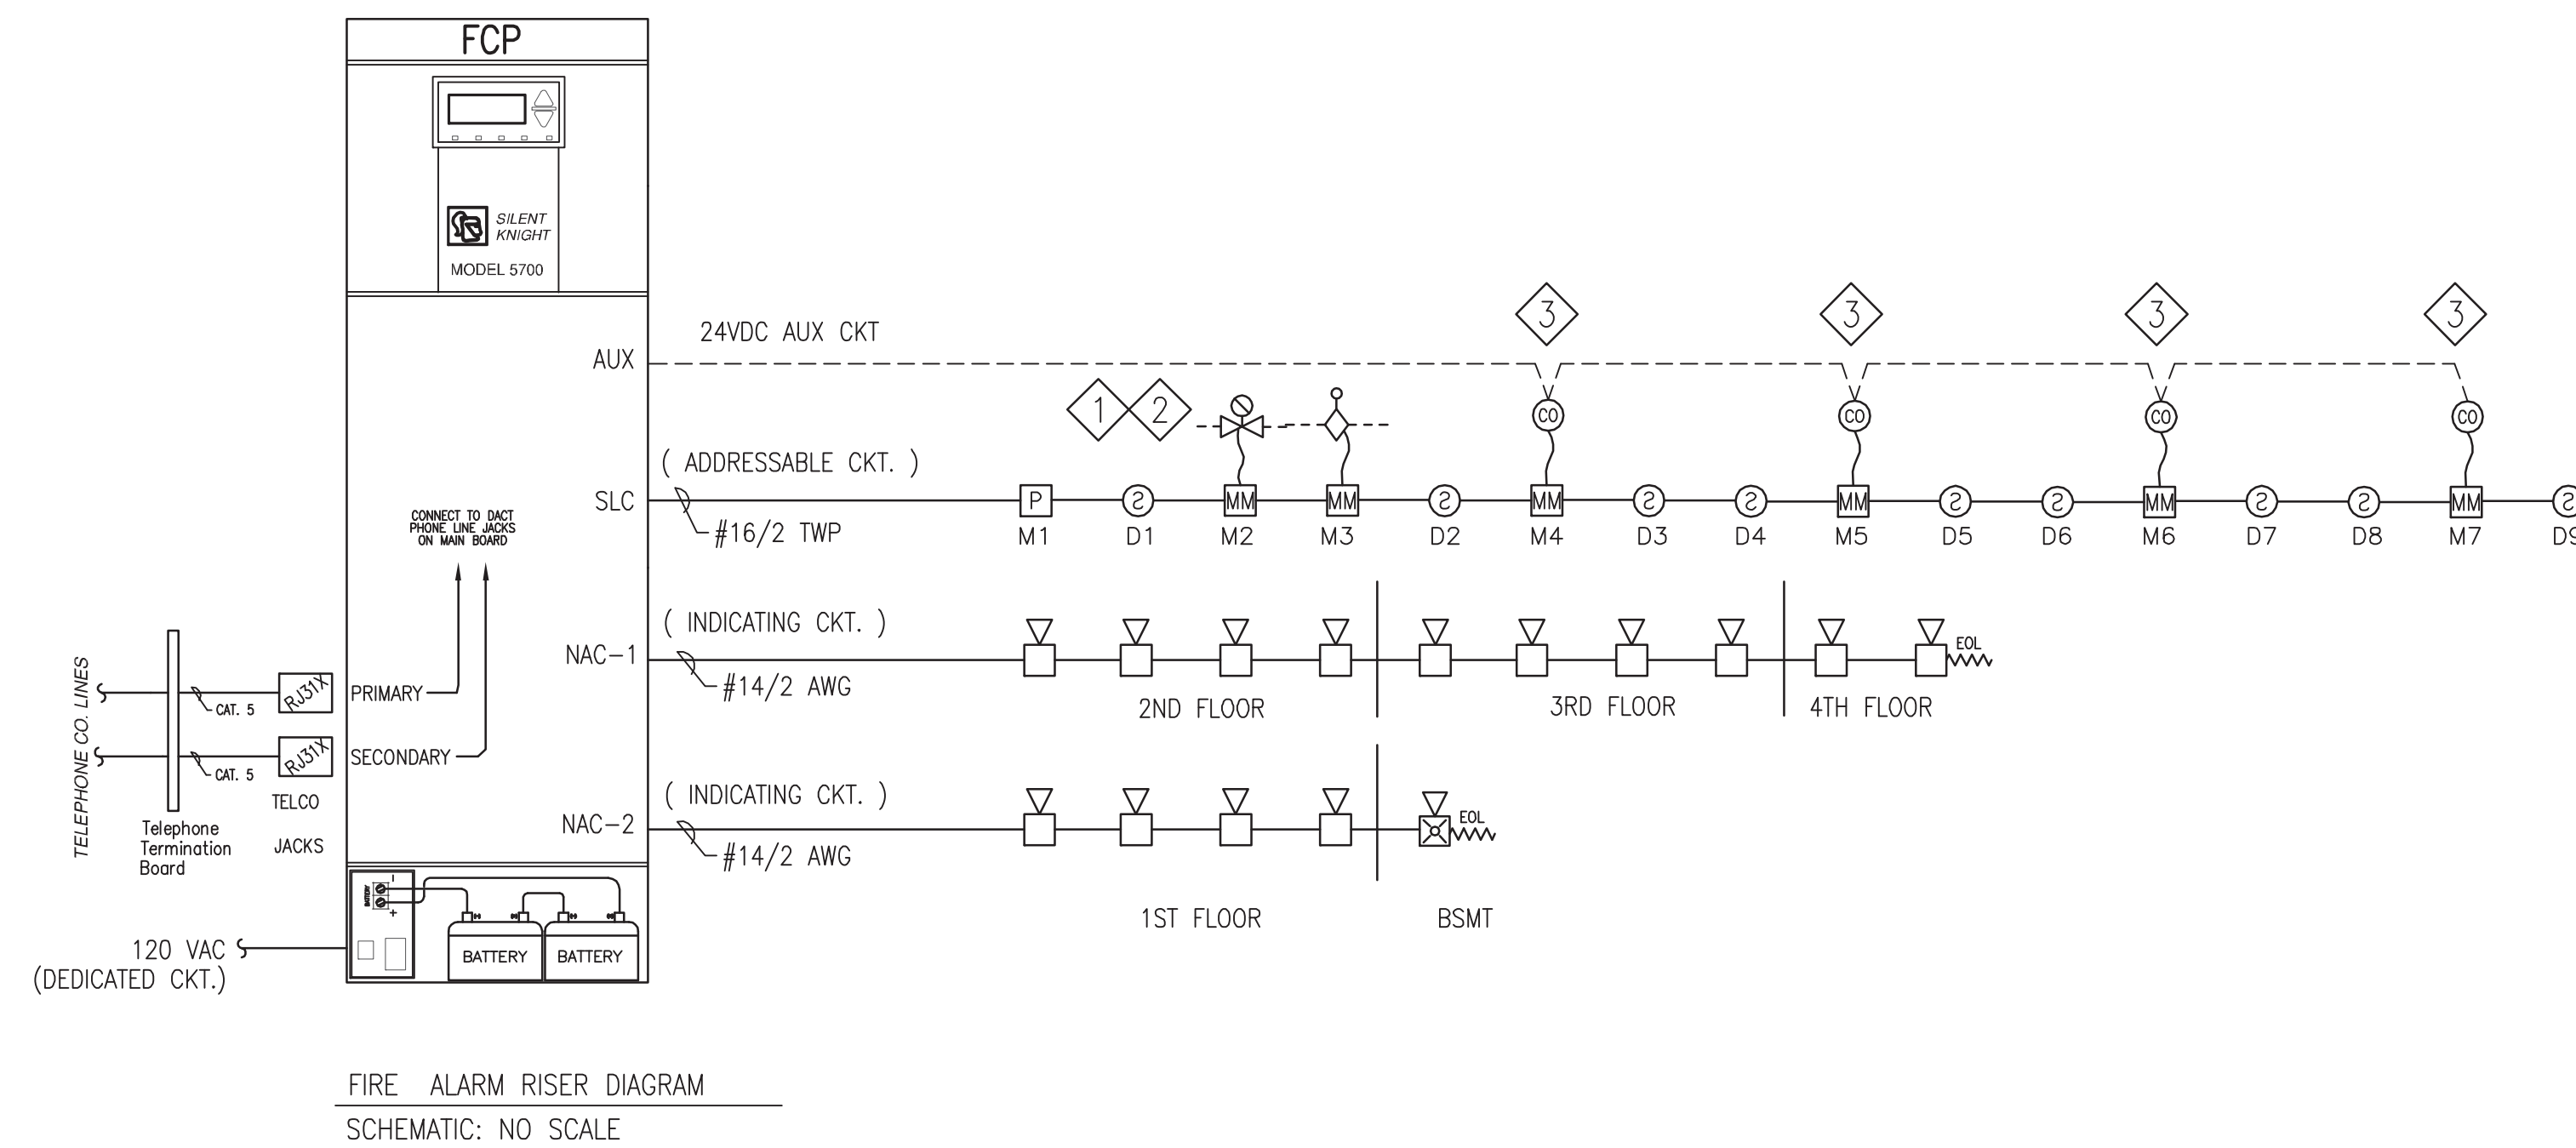 FCP
SILENT
KNIGHT
MODEL 5700
24VDC AUX CKT
AUX
3 3 3 3
1 2
CO CO CO CO
( ADDRESSABLE CKT. )
SLC
P MM MM MM MM MM MM
#16/2 TWP
M1 D1 M2 M3 D2 M4 D3 D4 M5 D5 D6 M6 D7 D8 M7 D9
CONNECT TO DACT
PHONE LINE JACKS
ON MAIN BOARD
( INDICATING CKT. )
NAC-1
#14/2 AWG
EOL
2ND FLOOR 3RD FLOOR 4TH FLOOR
TELEPHONE CO. LINES
CAT. 5
RJ31X
PRIMARY
CAT. 5
RJ31X
SECONDARY
TELCO
JACKS
Telephone
Termination
Board
( INDICATING CKT. )
NAC-2
#14/2 AWG
EOL
1ST FLOOR BSMT
BATTERY
-
+
BATTERY BATTERY
120 VAC
(DEDICATED CKT.)
FIRE ALARM RISER DIAGRAM
SCHEMATIC: NO SCALE